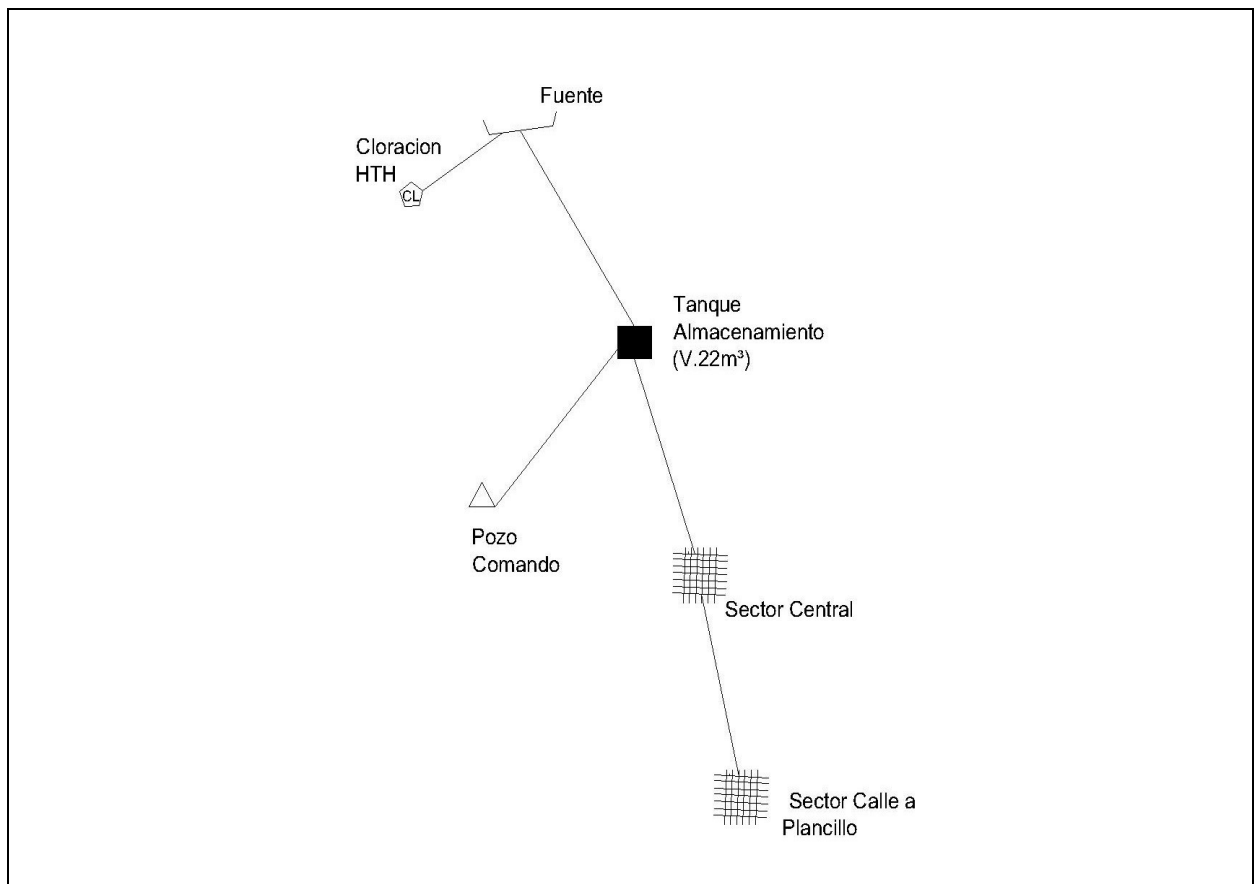 Fuente
Cloracion
HTH
CL
Tanque
Almacenamiento
(V.22m³)
Pozo
Comando
Sector Central
Sector Calle a
Plancillo